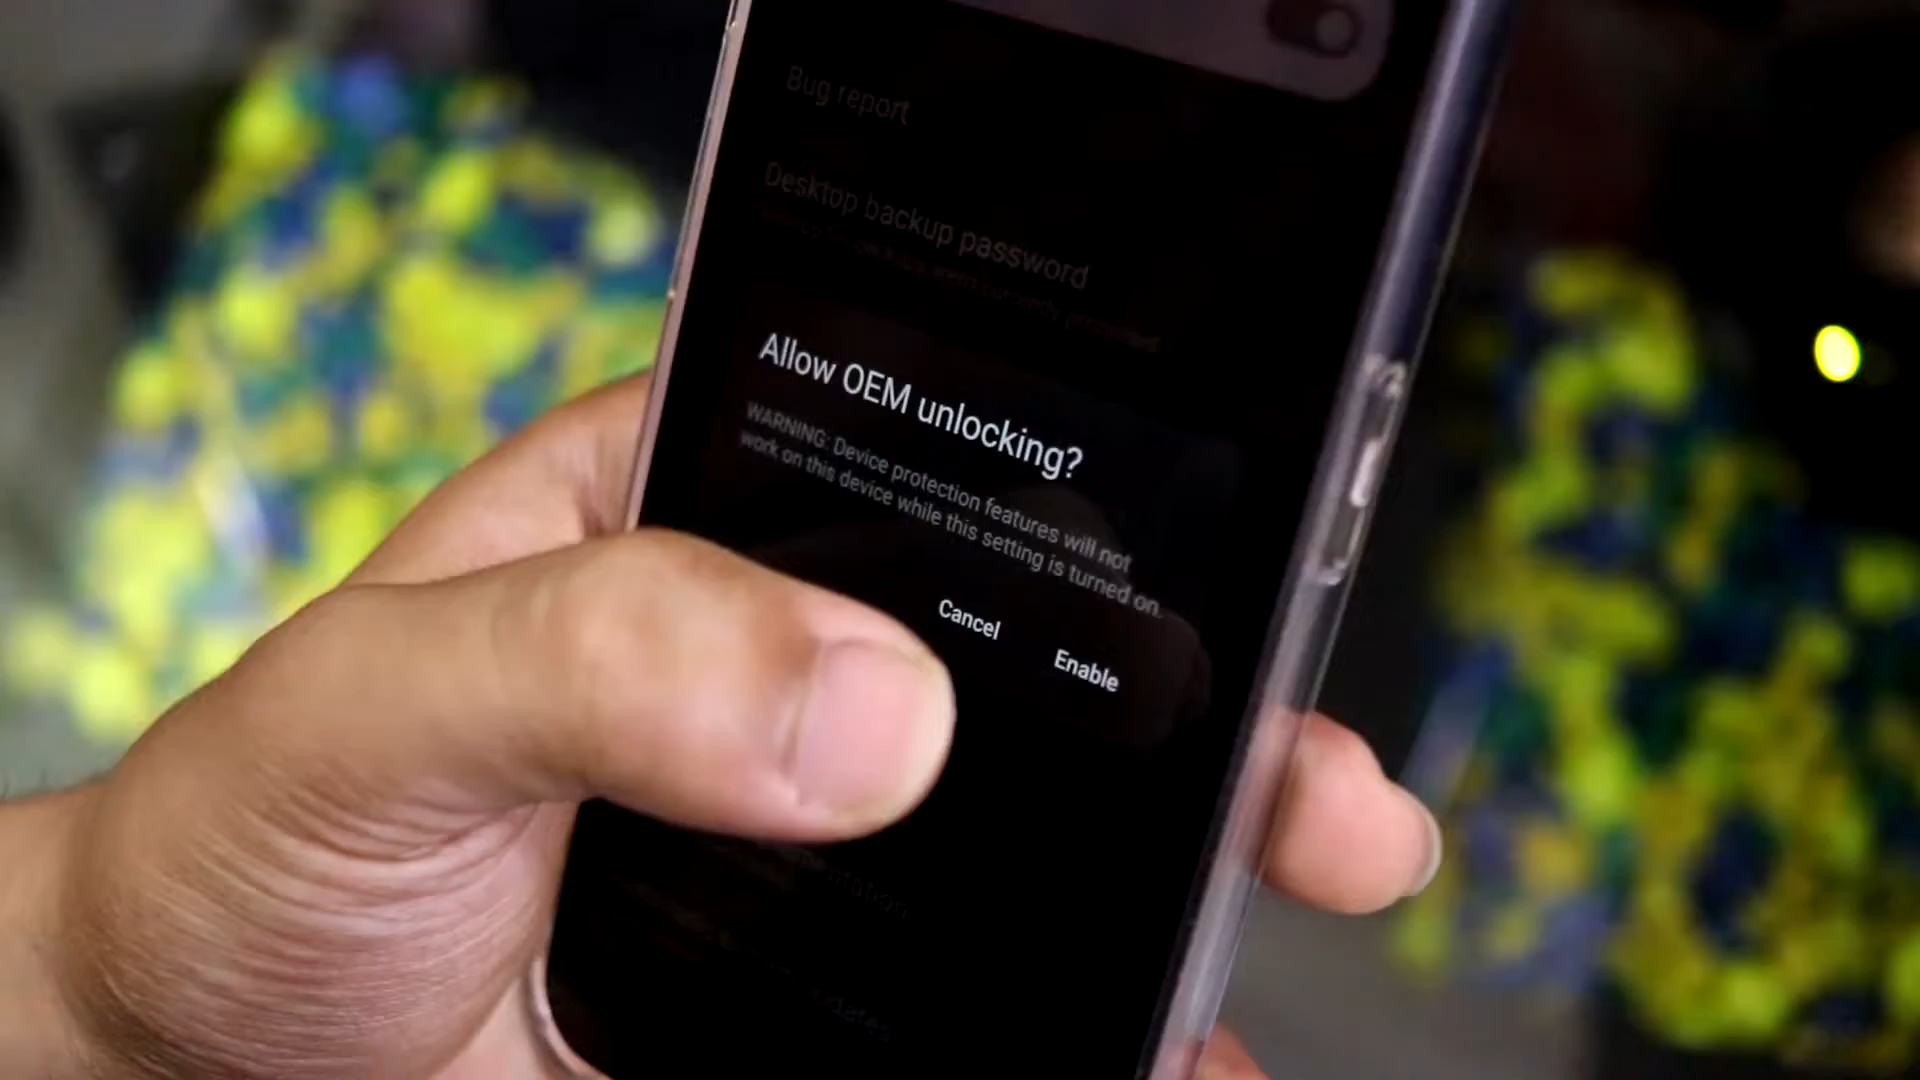 Bug report
Desktop backup password
Allow OEM unlocking?
WARNING: Device protection features will not
work on this device while this setting is turned on.
Cancel
Enable